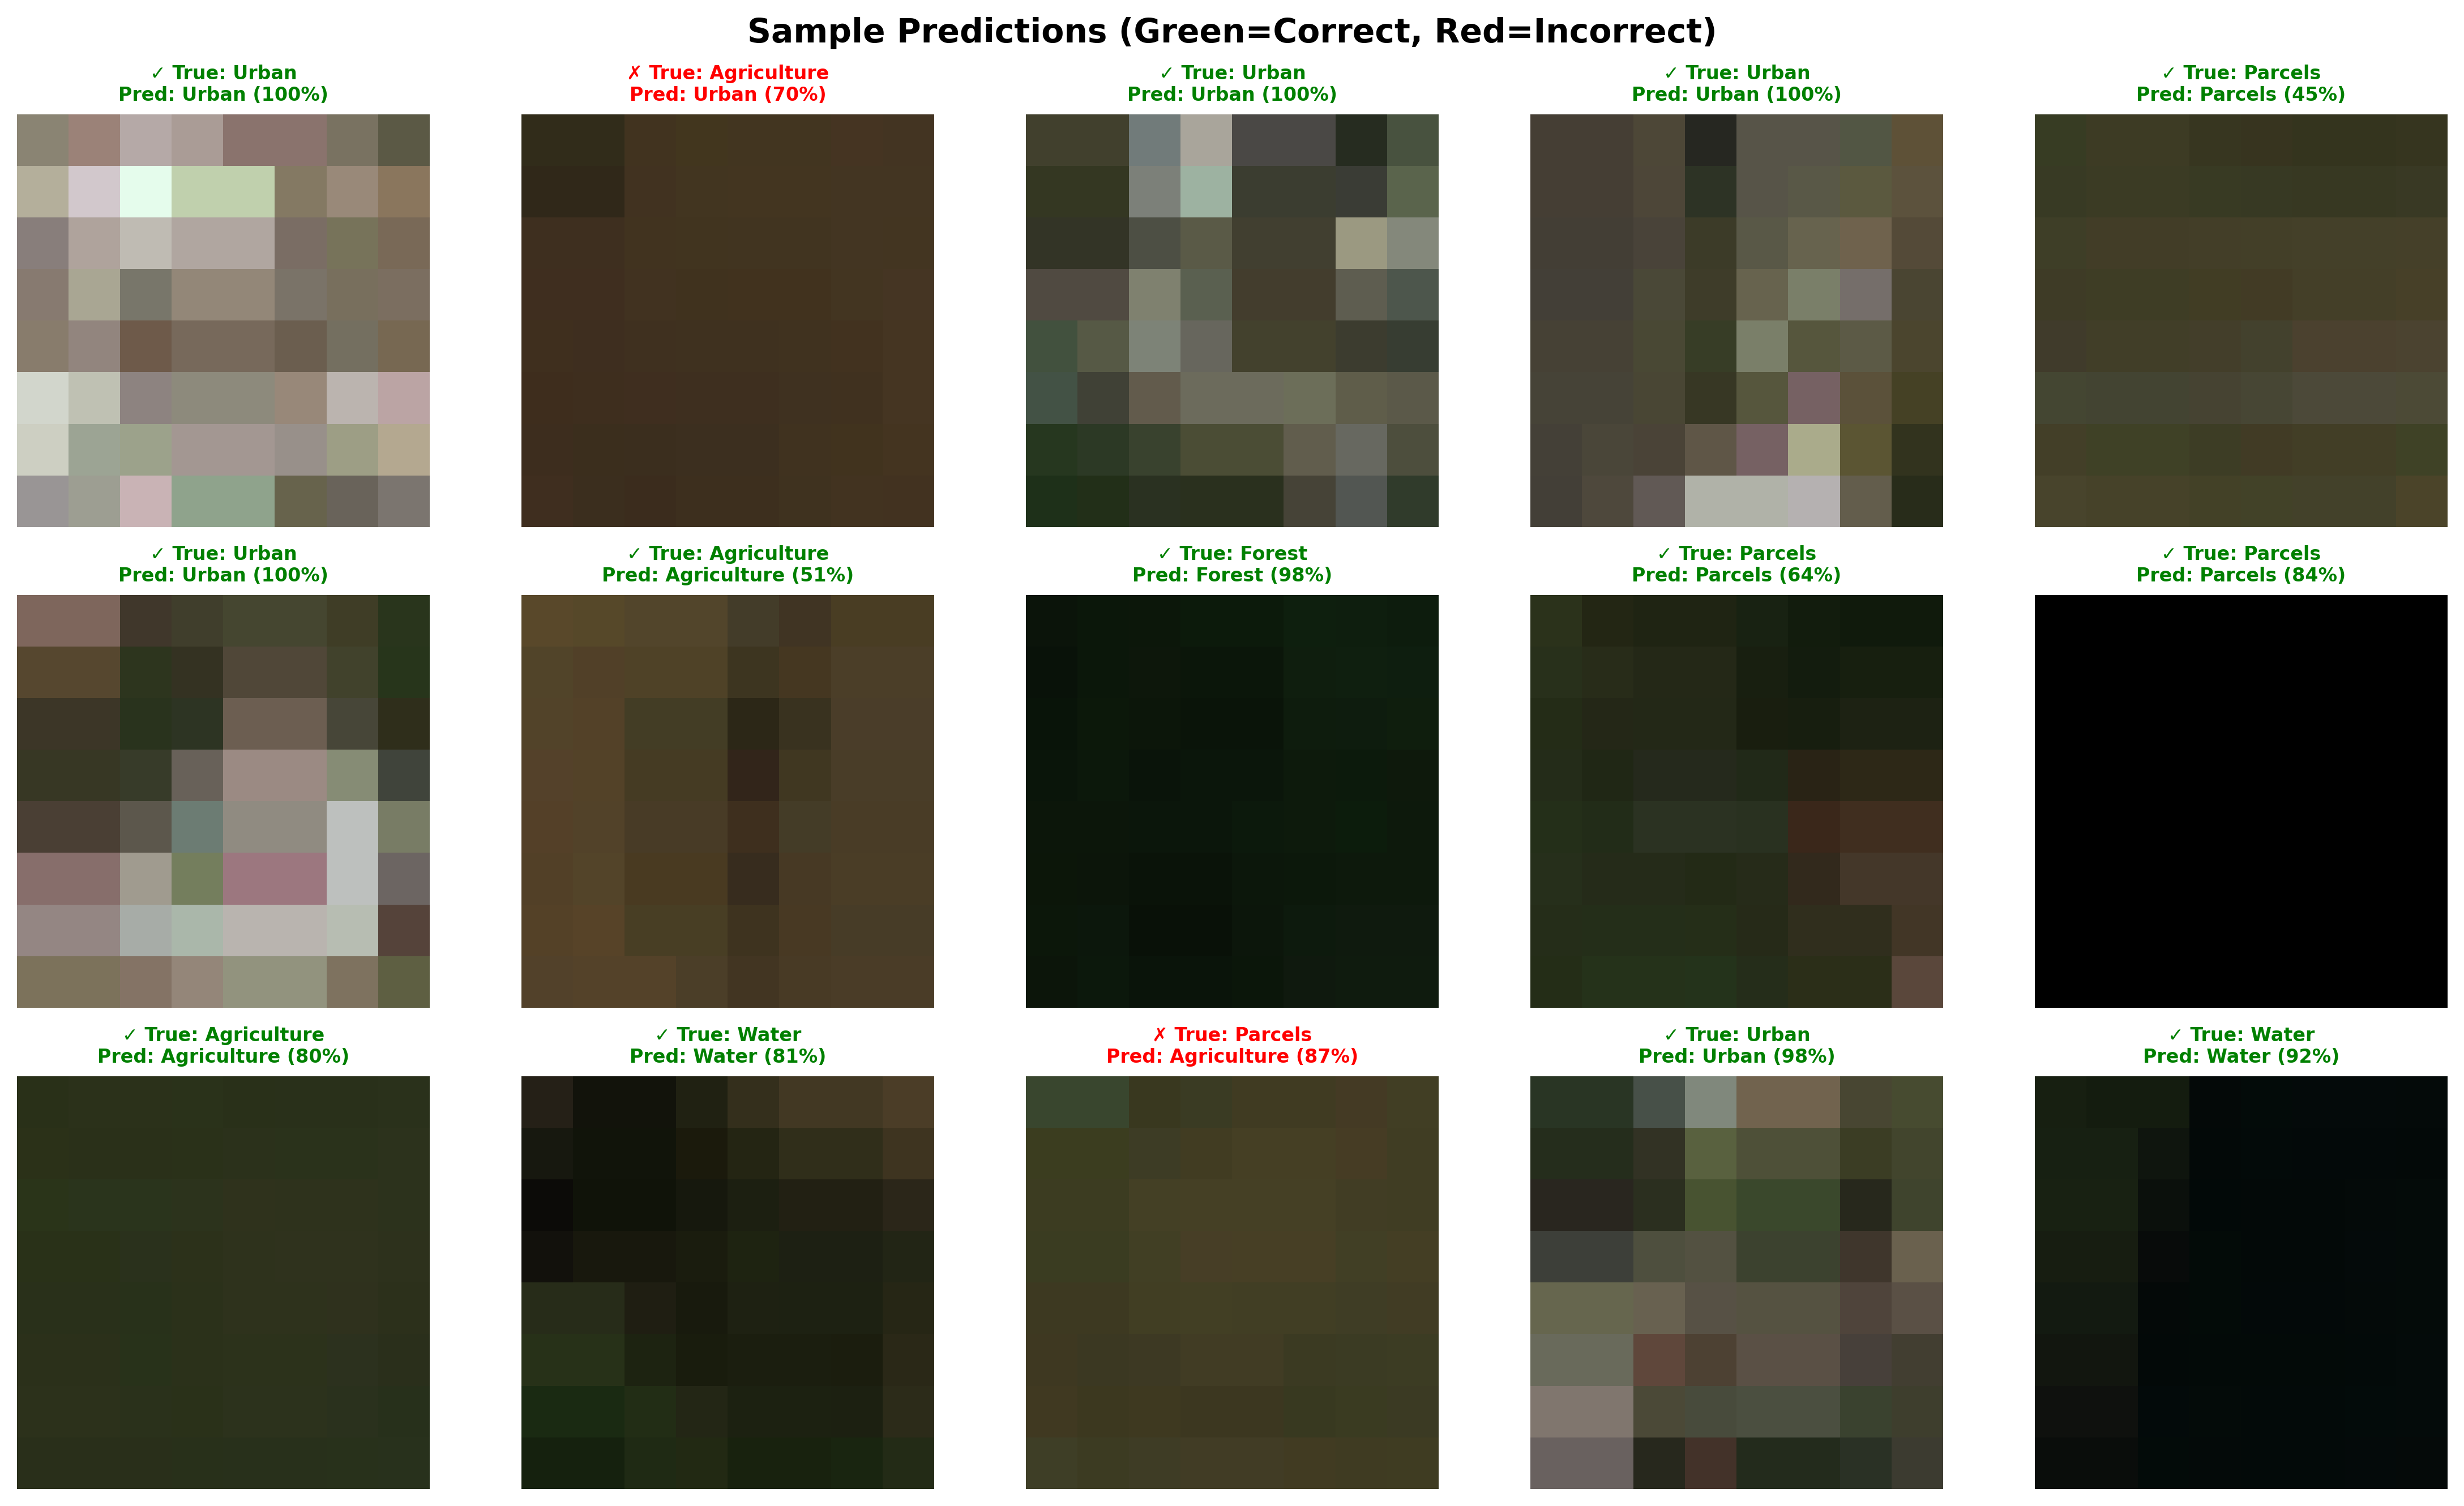 Sample Predictions (Green=Correct, Red=Incorrect)
✓ True: Urban
Pred: Urban (100%)
✗ True: Agriculture
Pred: Urban (70%)
✓ True: Urban
Pred: Urban (100%)
✓ True: Urban
Pred: Urban (100%)
✓ True: Parcels
Pred: Parcels (45%)
✓ True: Urban
Pred: Urban (100%)
✓ True: Agriculture
Pred: Agriculture (51%)
✓ True: Forest
Pred: Forest (98%)
✓ True: Parcels
Pred: Parcels (64%)
✓ True: Parcels
Pred: Parcels (84%)
✓ True: Agriculture
Pred: Agriculture (80%)
✓ True: Water
Pred: Water (81%)
✗ True: Parcels
Pred: Agriculture (87%)
✓ True: Urban
Pred: Urban (98%)
✓ True: Water
Pred: Water (92%)